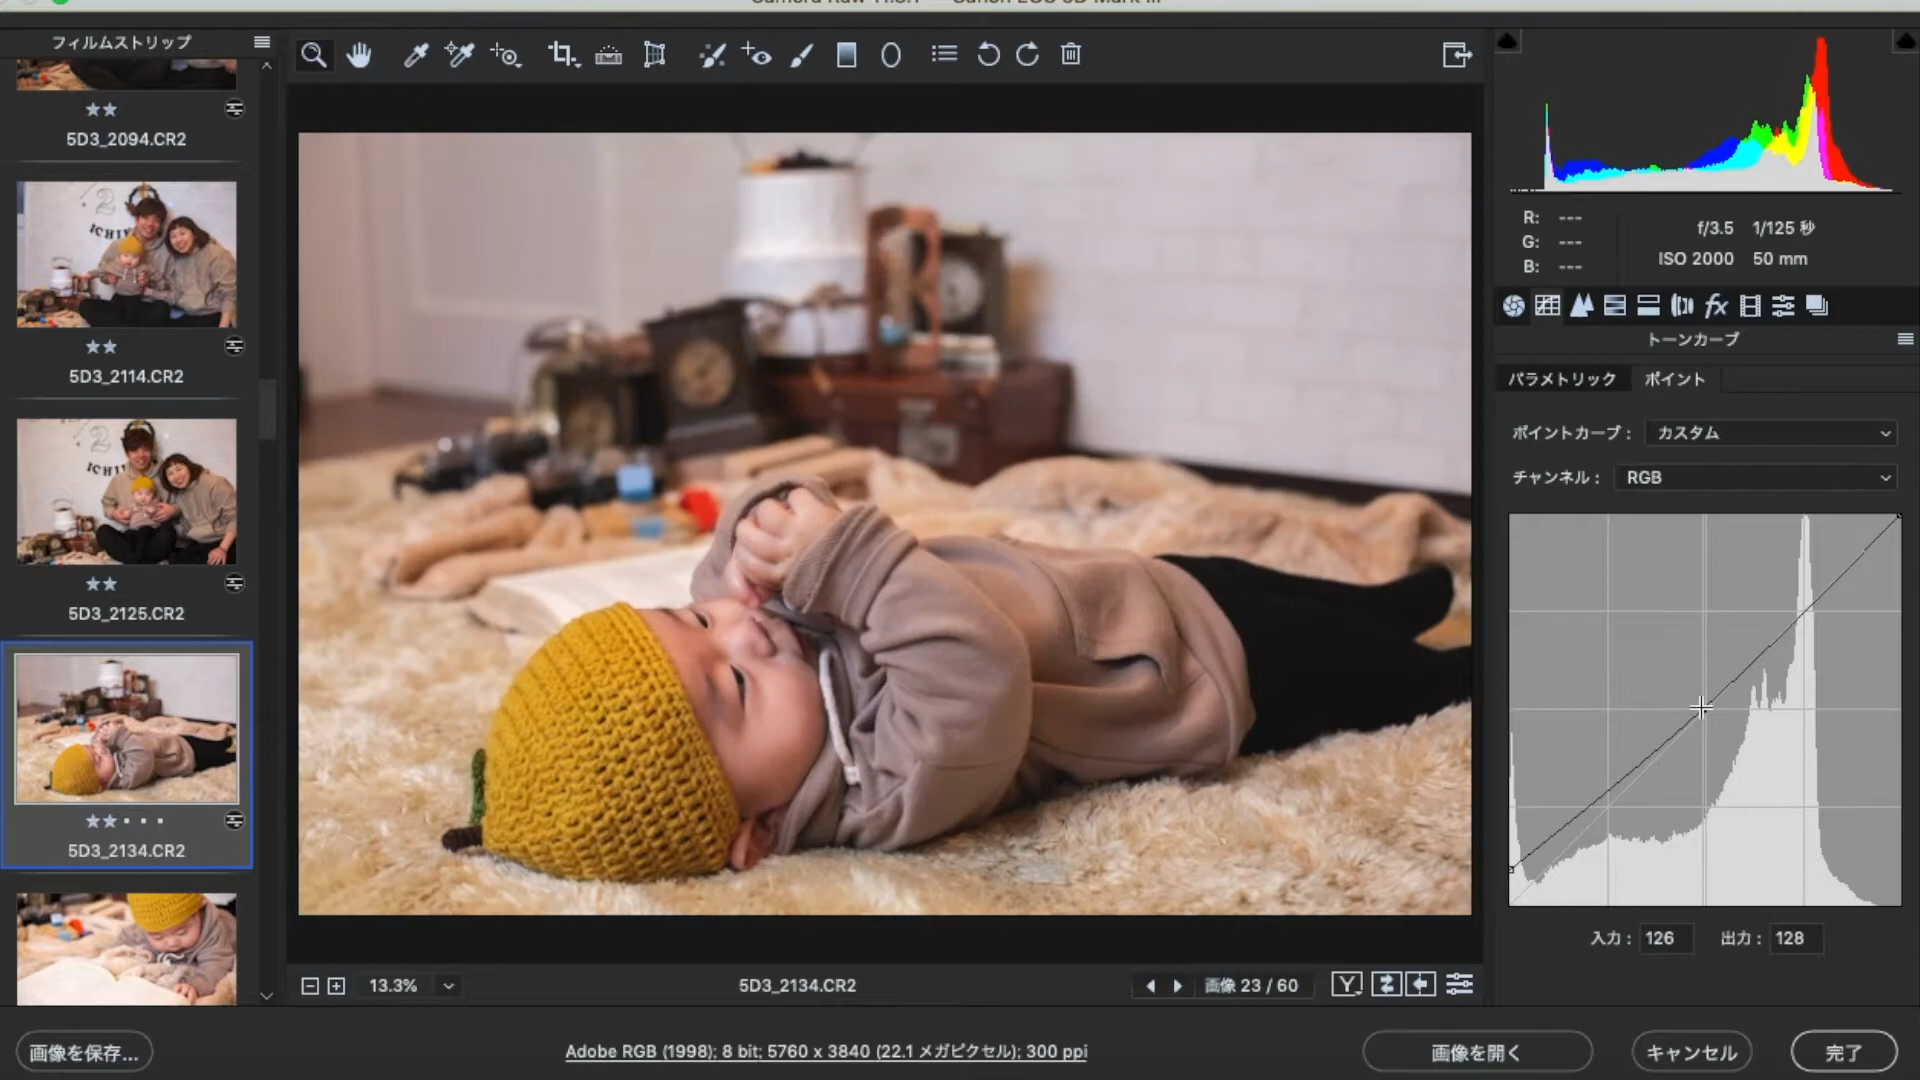 フィルムストリップ
5D3_2094.CR2
5D3_2114.CR2
5D3_2125.CR2
5D3_2134.CR2
R: ---
G: ---
B: ---
f/3.5 1/125 秒
ISO 2000 50 mm
fx
トーンカーブ
パラメトリック ポイント
ポイントカーブ： カスタム
チャンネル： RGB
入力： 126 出力： 128
13.3%
5D3_2134.CR2
画像 23 / 60
Y
画像を保存...
Adobe RGB (1998); 8 bit; 5760 x 3840 (22.1 メガピクセル); 300 ppi
画像を開く
キャンセル
完了